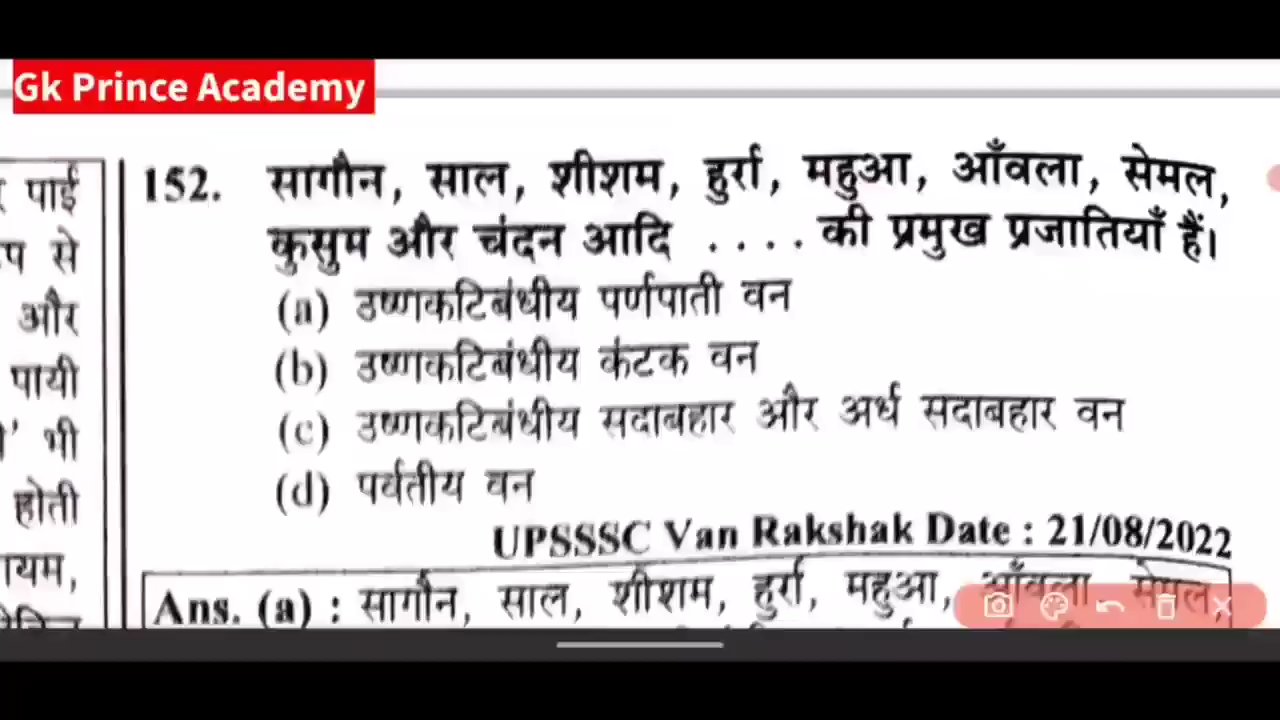 Gk Prince Academy
पाई
152. सागौन, साल, शीशम, हुर्रा, महुआ, आँवला, सेमल,
से
कुसुम और चंदन आदि .... की प्रमुख प्रजातियाँ हैं।
और
(a) उष्णकटिबंधीय पर्णपाती वन
पायी
(b) उष्णकटिबंधीय कंटक वन
भी
(c) उष्णकटिबंधीय सदाबहार और अर्ध सदाबहार वन
होती
(d) पर्वतीय वन
UPSSSC Van Rakshak Date : 21/08/2022
Ans. (a) : सागौन, साल, शीशम, हुर्रा, महुआ, आँवला सेमल,